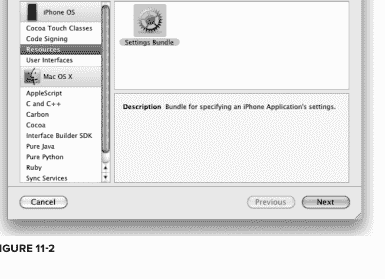 iPhone OS
Cocoa Touch Classes
Code Signing
Resources
User Interfaces
Mac OS X
AppleScript
C and C++
Carbon
Cocoa
Interface Builder SDK
Pure Java
Pure Python
Ruby
Sync Services
Settings Bundle
Description Bundle for specifying an iPhone Application's settings.
Cancel
Previous
Next
IGURE 11-2